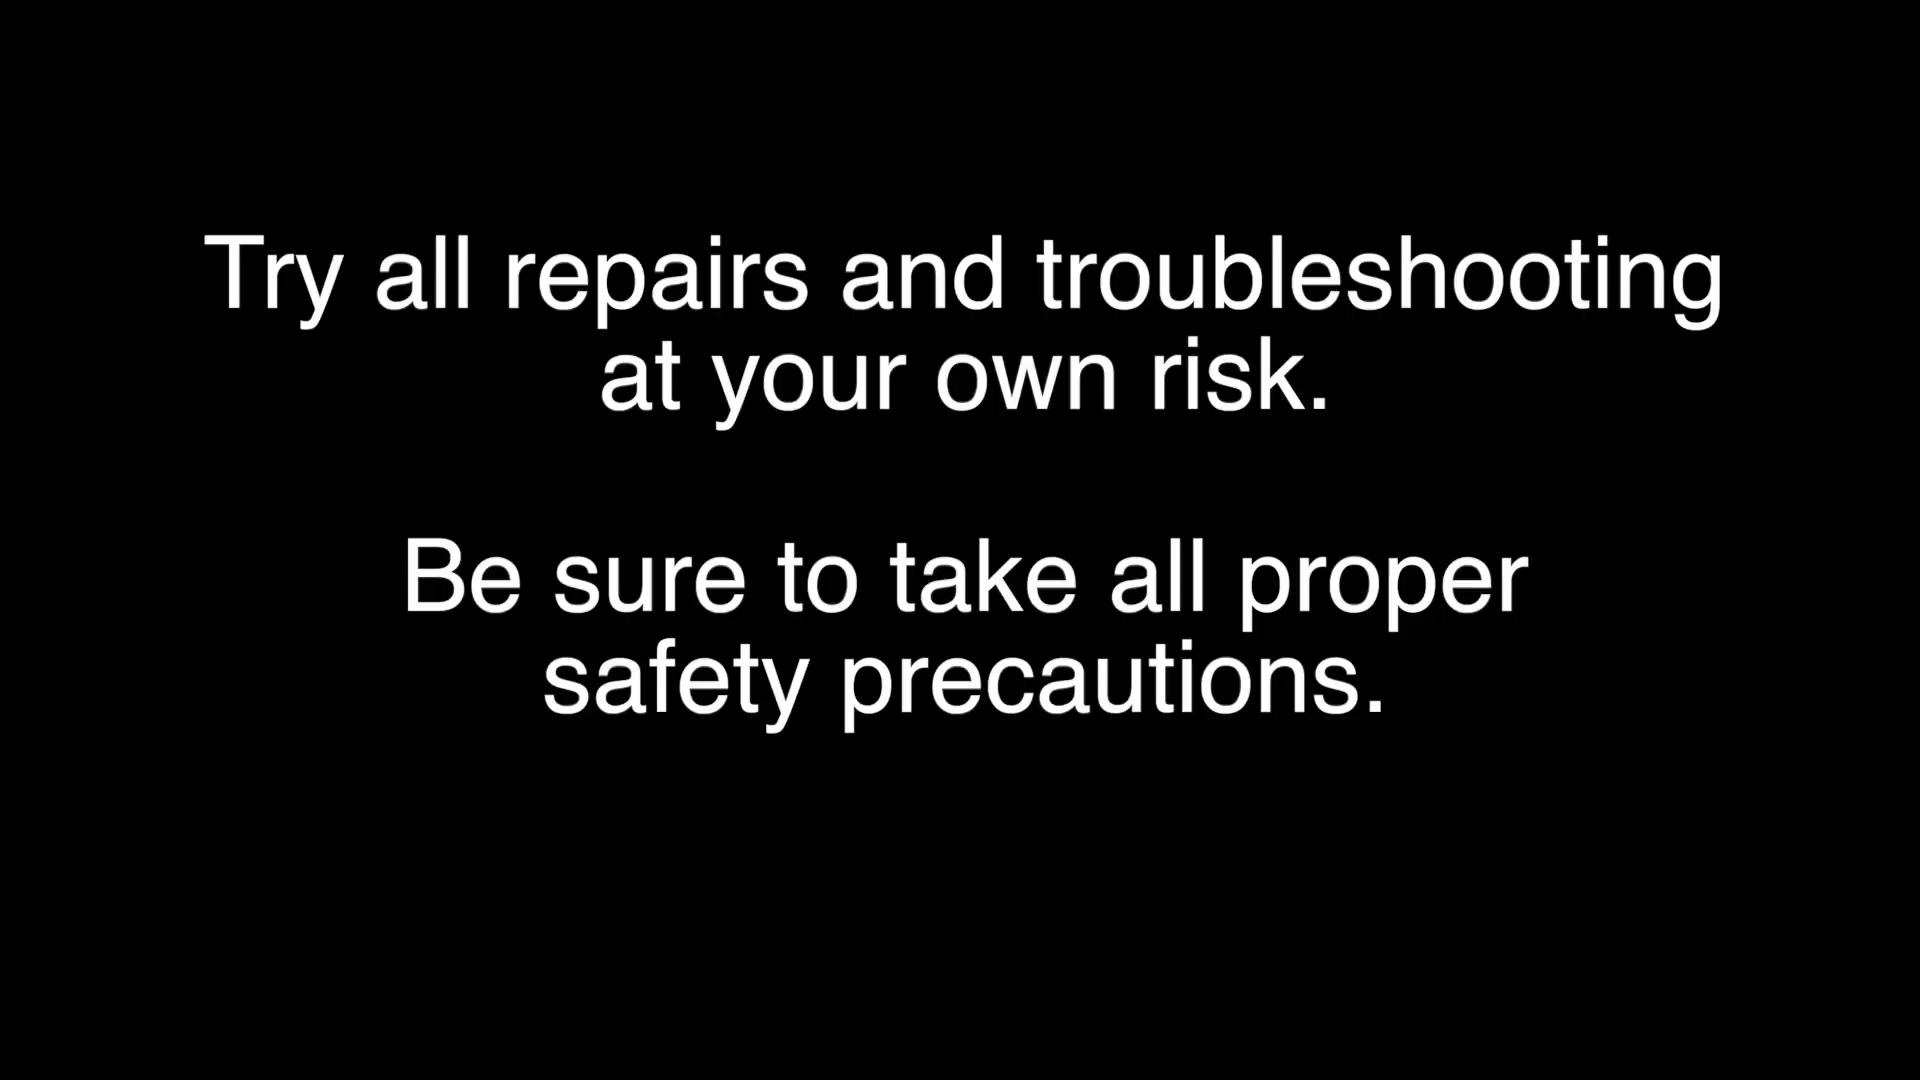 Try all repairs and troubleshooting
at your own risk.
Be sure to take all proper
safety precautions.